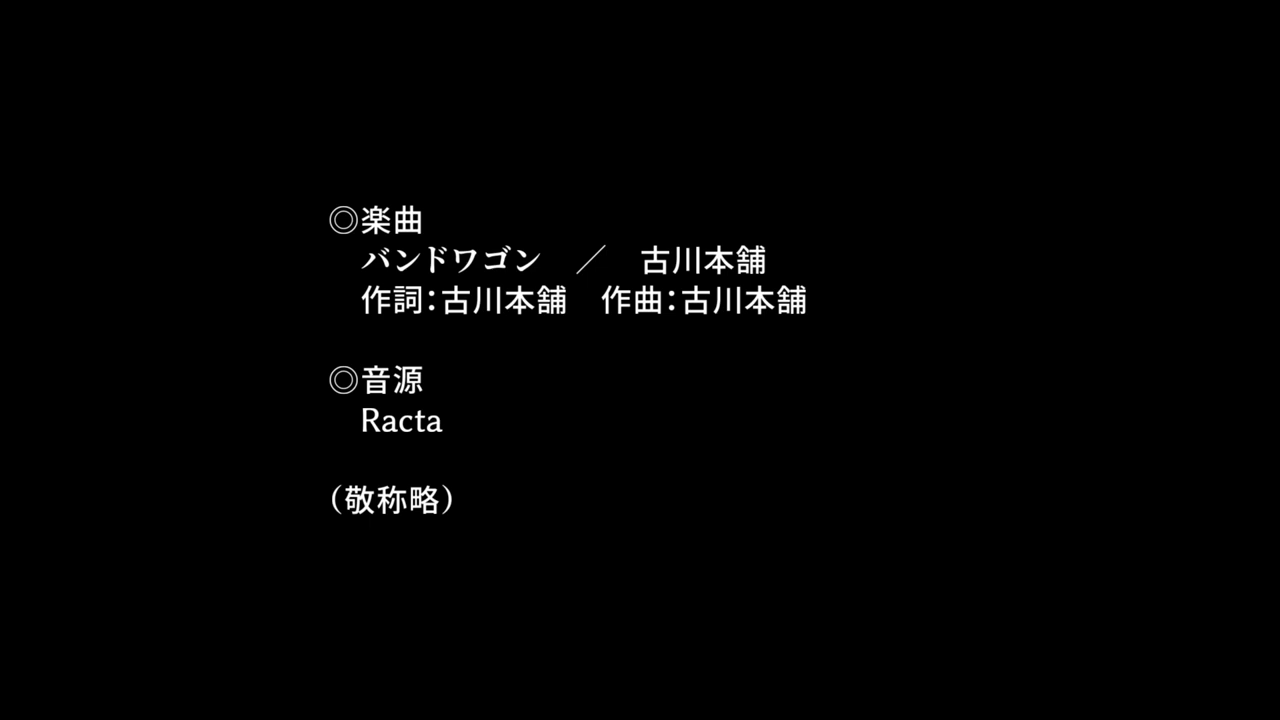 ◎楽曲
バンドワゴン　／　古川本舗
作詞：古川本舗　作曲：古川本舗
◎音源
Racta
（敬称略）